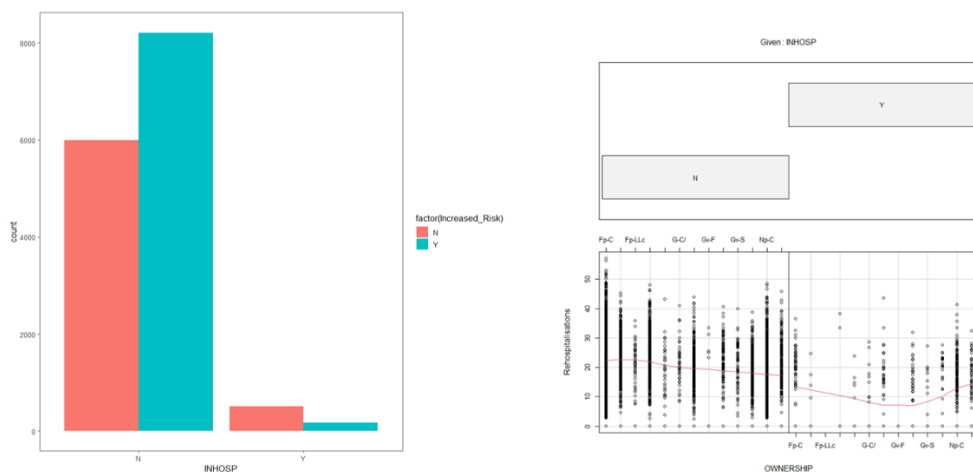 8000
6000
4000
2000
0
count
N
Y
INHOSP
factor(Increased_Risk)
N
Y
Given : INHOSP
Y
N
Fp-C Fp-LLc G-C/ Gv-F Gv-S Np-C
50
40
30
20
10
0
Rehospitalisations
Fp-C Fp-LLc G-C/ Gv-F Gv-S Np-C
OWNERSHIP